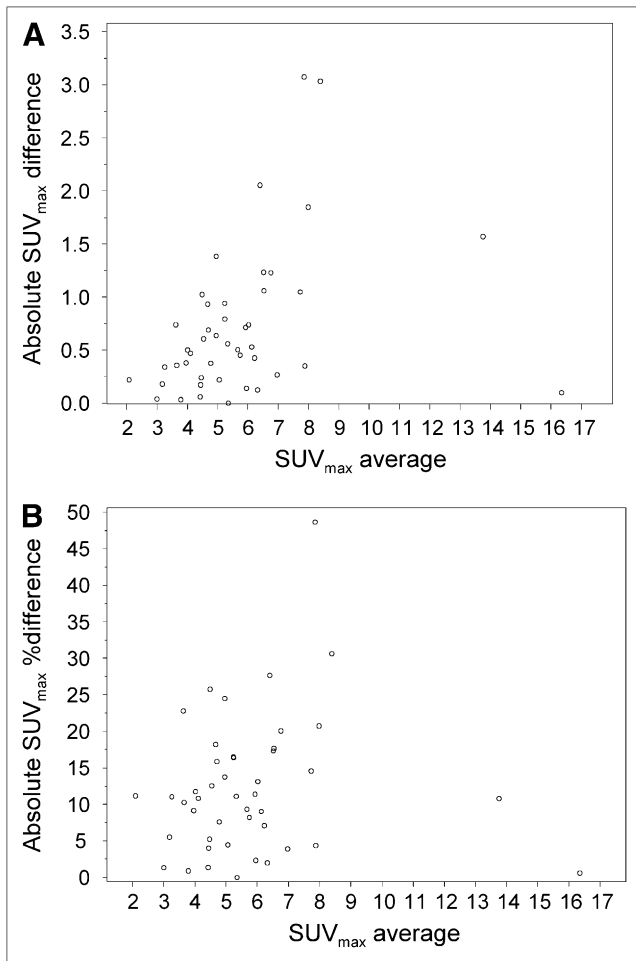 A
3.5
3.0
2.5
2.0
1.5
1.0
0.5
0.0
Absolute SUVmax difference
2 3 4 5 6 7 8 9 10 11 12 13 14 15 16 17
SUVmax average
B
50
45
40
35
30
25
20
15
10
5
0
Absolute SUVmax %difference
2 3 4 5 6 7 8 9 10 11 12 13 14 15 16 17
SUVmax average